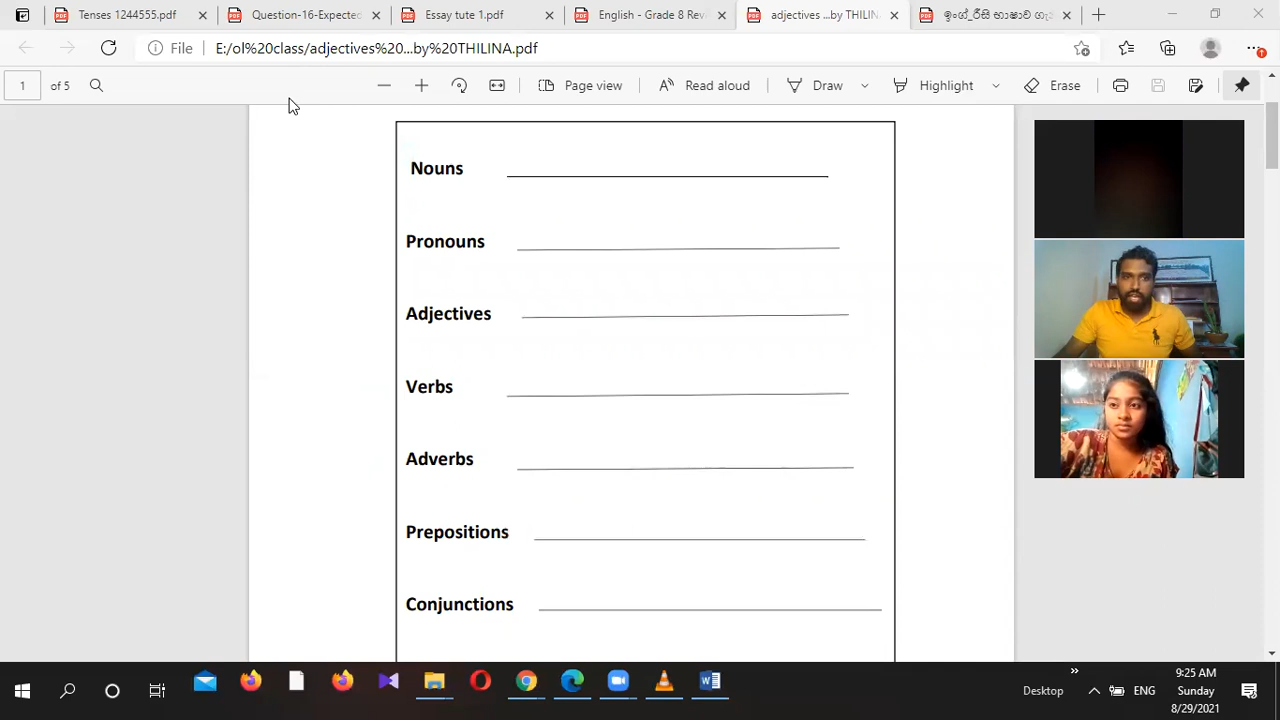 Tenses 1244555.pdf
Question-16-Expected
Essay tute 1.pdf
English - Grade 8 Rev
adjectives ...by THILINA
ඉංග්‍රීසි භාෂාව ගැ
File
E:/ol%20class/adjectives%20...by%20THILINA.pdf
1 of 5
Page view
Read aloud
Draw
Highlight
Erase
Nouns
Pronouns
Adjectives
Verbs
Adverbs
Prepositions
Conjunctions
Desktop
ENG
9:25 AM
Sunday
8/29/2021